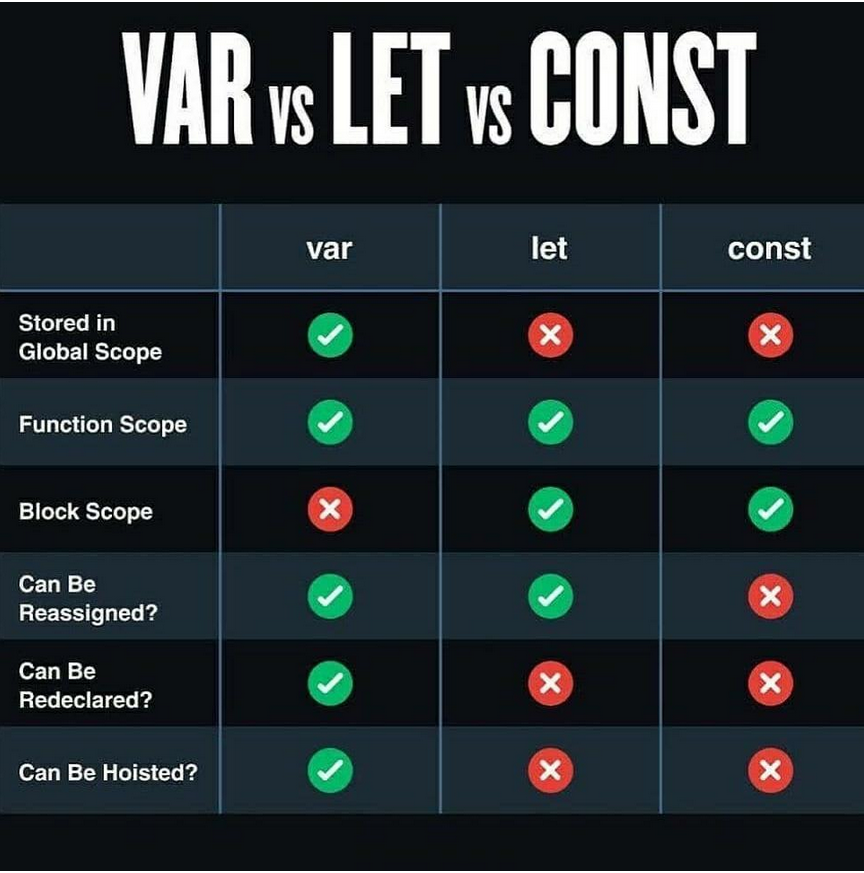 VAR VS LET VS CONST
var let const
Stored in
Global Scope
Function Scope
Block Scope
Can Be
Reassigned?
Can Be
Redeclared?
Can Be Hoisted?